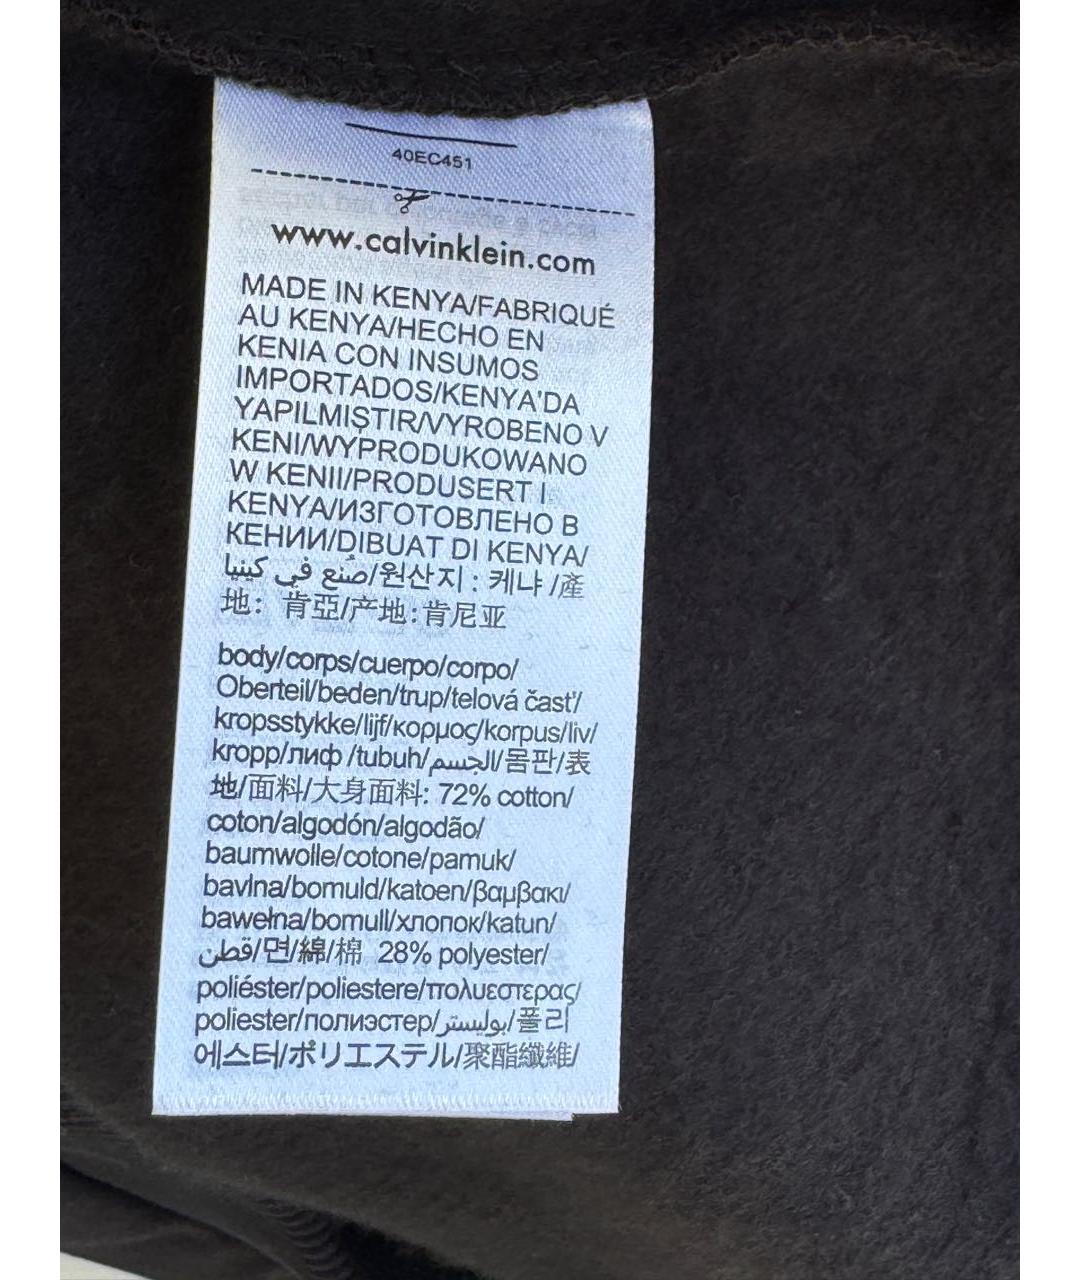 40EC451
www.calvinklein.com
MADE IN KENYA/FABRIQUÉ
AU KENYA/HECHO EN
KENIA CON INSUMOS
IMPORTADOS/KENYA'DA
YAPILMIŞTIR/VYROBENO V
KENI/WYPRODUKOWANO
W KENII/PRODUSERT I
KENYA/ИЗГОТОВЛЕНО В
КЕНИИ/DIBUAT DI KENYA/
صُنع في كينيا/원산지 : 케냐 /產
地: 肯亞/产地:肯尼亚
body/corps/cuerpo/corpo/
Oberteil/beden/trup/telová čast'/
kropsstykke/lijf/κορμος/korpus/liv/
kropp/лиф /tubuh/الجسم/몸판/表
地/面料/大身面料: 72% cotton/
coton/algodón/algodão/
baumwolle/cotone/pamuk/
bavlna/bomuld/katoen/βαμβακι/
bawełna/bomull/хлопок/katun/
قطن/면/綿/棉 28% polyester/
poliéster/poliestere/πολυεστερας/
poliester/полиэстер/بوليستر/폴리
에스터/ポリエステル/聚酯纖維/